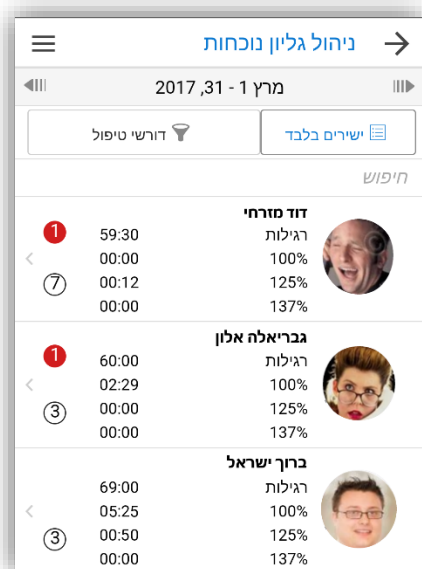 ניהול גליון נוכחות
מרץ 1 - 31, 2017
ישירים בלבד
דורשי טיפול
חיפוש
דוד מזרחי
רגילות 59:30 1
100% 00:00
125% 00:12 7
137% 00:00
גבריאלה אלון
רגילות 60:00 1
100% 02:29
125% 00:00 3
137% 00:00
ברוך ישראל
רגילות 69:00
100% 05:25
125% 00:50 3
137% 00:00